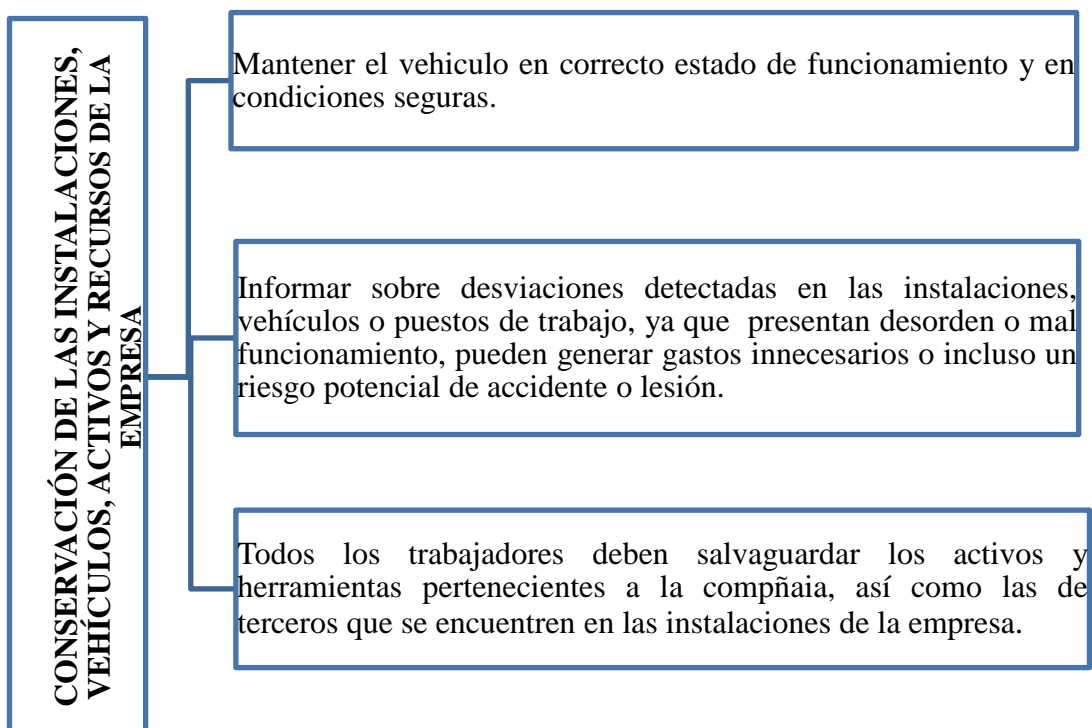 CONSERVACIÓN DE LAS INSTALACIONES,
VEHÍCULOS, ACTIVOS Y RECURSOS DE LA
EMPRESA
Mantener el vehiculo en correcto estado de funcionamiento y en
condiciones seguras.
Informar sobre desviaciones detectadas en las instalaciones,
vehículos o puestos de trabajo, ya que presentan desorden o mal
funcionamiento, pueden generar gastos innecesarios o incluso un
riesgo potencial de accidente o lesión.
Todos los trabajadores deben salvaguardar los activos y
herramientas pertenecientes a la compñaia, así como las de
terceros que se encuentren en las instalaciones de la empresa.